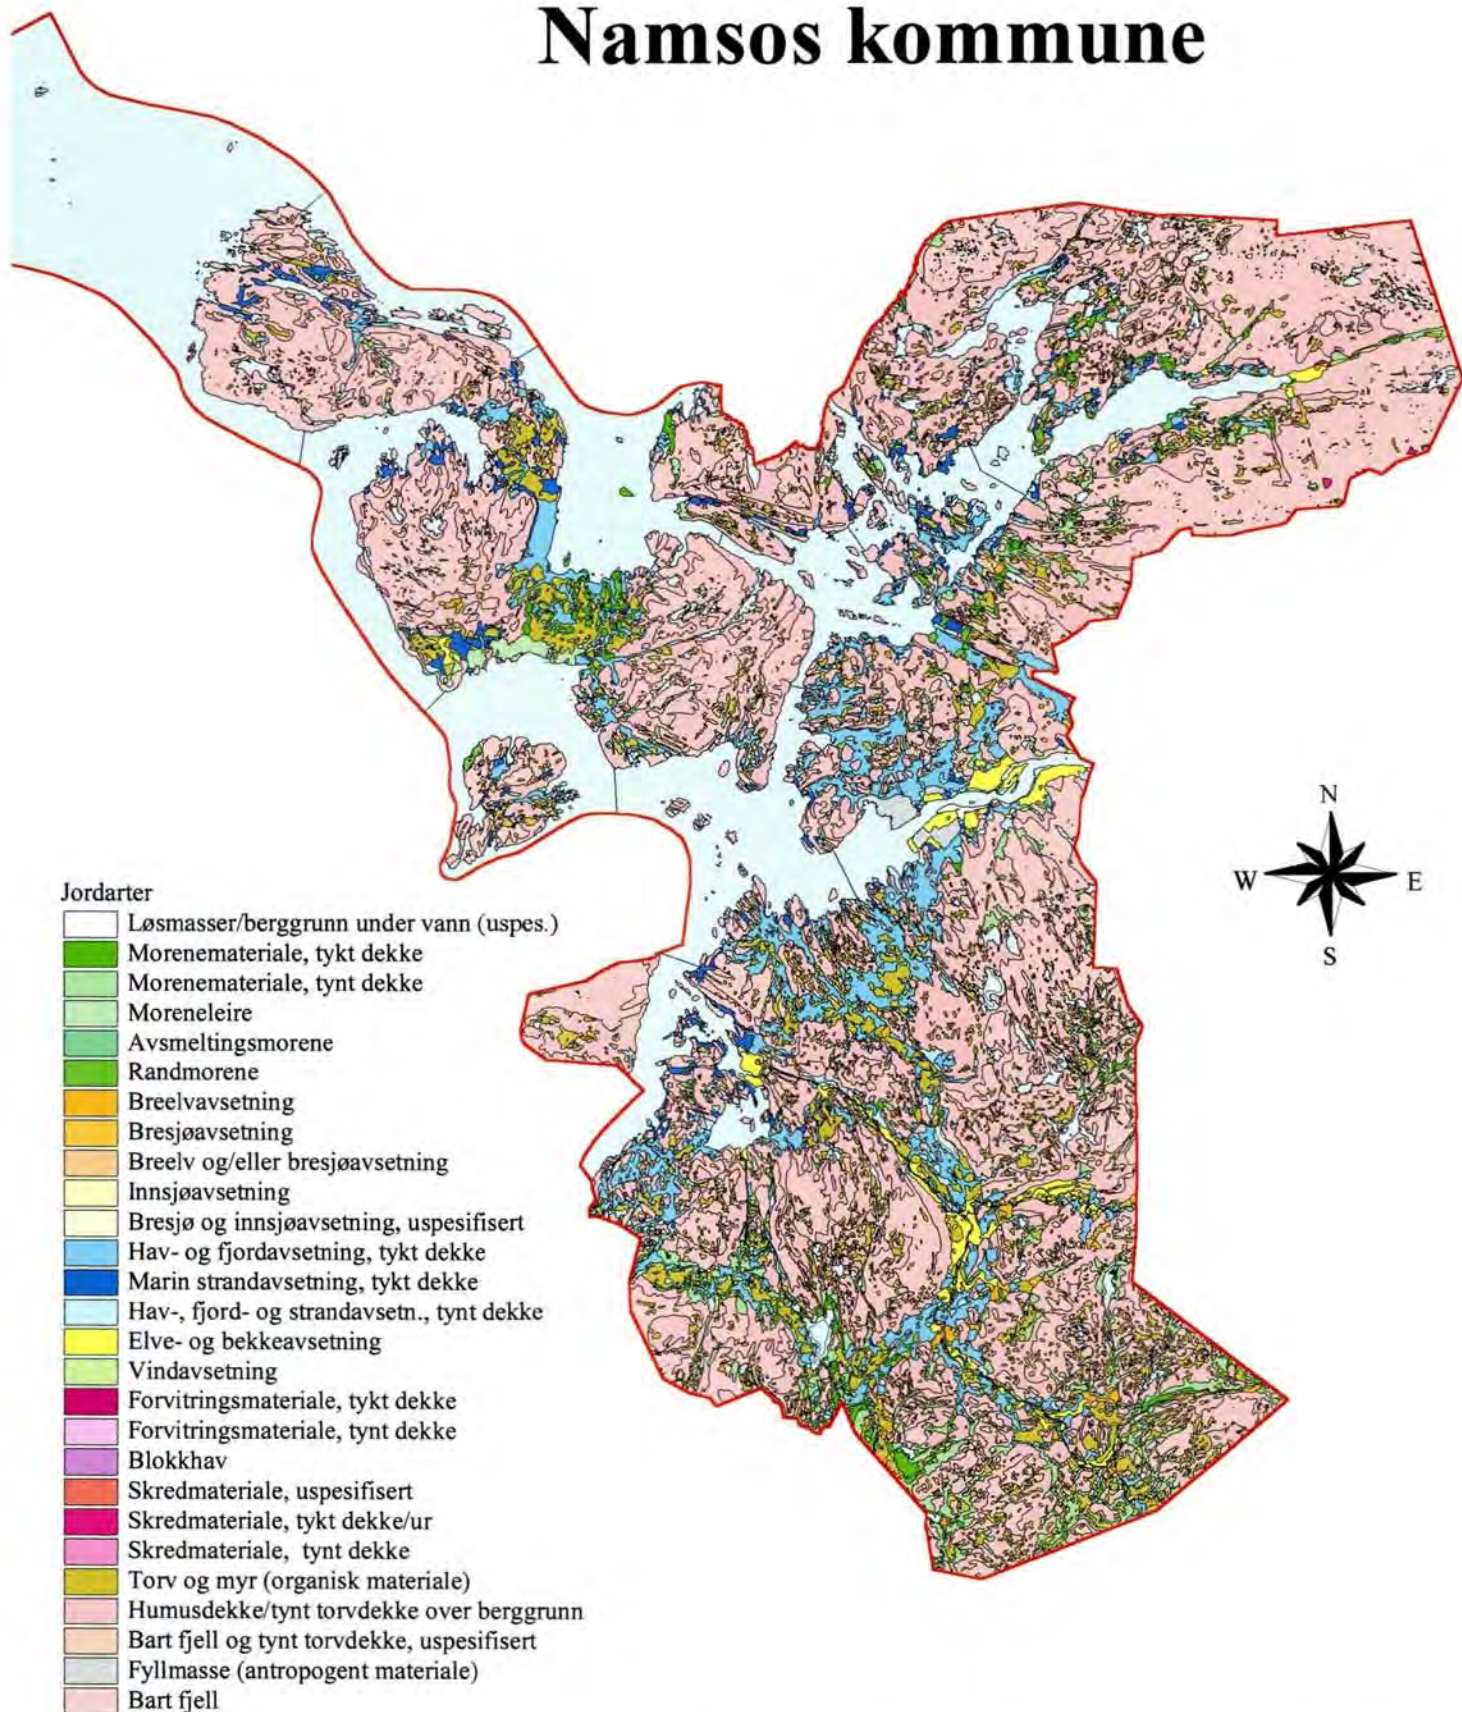 Namsos kommune
N
W
E
S
Jordarter
Løsmasser/berggrunn under vann (uspes.)
Morenemateriale, tykt dekke
Morenemateriale, tynt dekke
Moreneleire
Avsmeltingsmorene
Randmorene
Breelvavsetning
Bresjøavsetning
Breelv og/eller bresjøavsetning
Innsjøavsetning
Bresjø og innsjøavsetning, uspesifisert
Hav- og fjordavsetning, tykt dekke
Marin strandavsetning, tykt dekke
Hav-, fjord- og strandavsetn., tynt dekke
Elve- og bekkeavsetning
Vindavsetning
Forvitringsmateriale, tykt dekke
Forvitringsmateriale, tynt dekke
Blokkhav
Skredmateriale, uspesifisert
Skredmateriale, tykt dekke/ur
Skredmateriale, tynt dekke
Torv og myr (organisk materiale)
Humusdekke/tynt torvdekke over berggrunn
Bart fjell og tynt torvdekke, uspesifisert
Fyllmasse (antropogent materiale)
Bart fjell